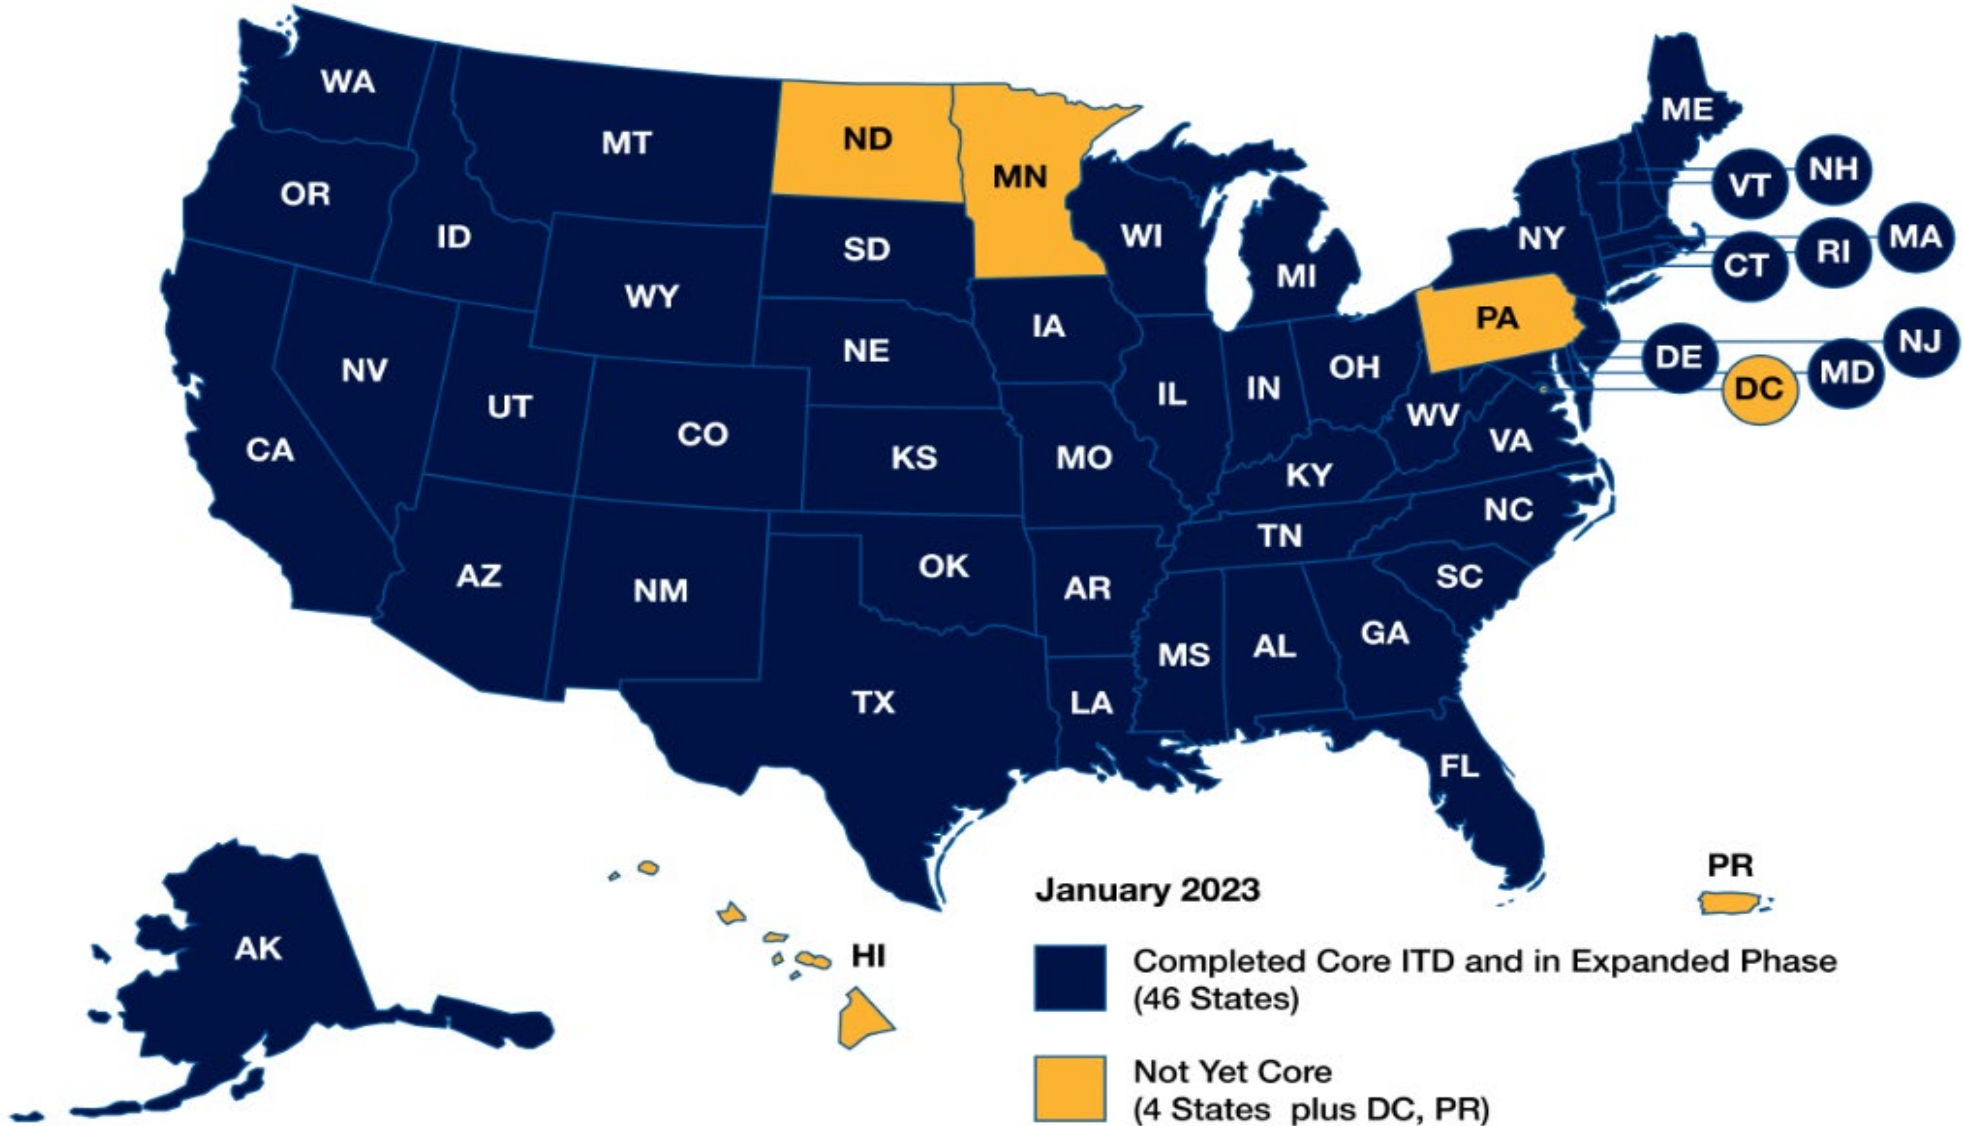 WA
MT
ND
MN
ME
OR
ID
WY
SD
WI
MI
NY
VT
NH
MA
CT
RI
PA
NJ
DE
MD
DC
NV
UT
CO
NE
IA
IL
IN
OH
WV
VA
CA
KS
MO
KY
NC
TN
AZ
NM
OK
AR
SC
MS
AL
GA
TX
LA
FL
AK
HI
PR
January 2023
Completed Core ITD and in Expanded Phase
(46 States)
Not Yet Core
(4 States plus DC, PR)